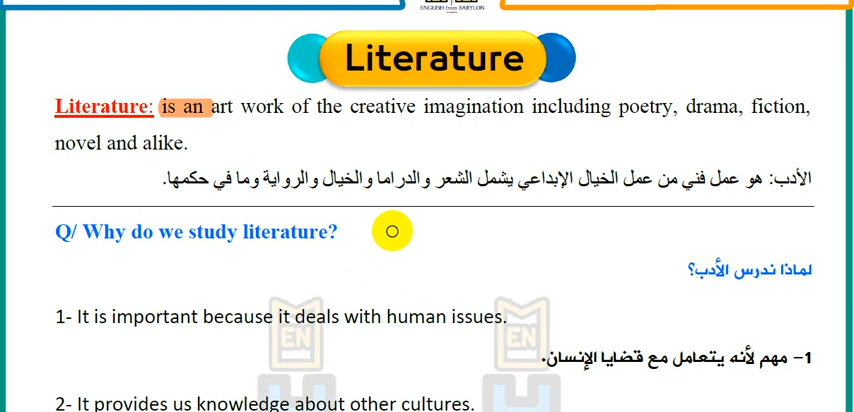 ENGLISH from BABYLON
Literature
Literature: is an art work of the creative imagination including poetry, drama, fiction,
novel and alike.
الأدب: هو عمل فني من عمل الخيال الإبداعي يشمل الشعر والدراما والخيال والرواية وما في حكمها.
Q/ Why do we study literature?
لماذا ندرس الأدب؟
1- It is important because it deals with human issues.
EN
EN
1– مهم لأنه يتعامل مع قضايا الإنسان.
2- It provides us knowledge about other cultures.